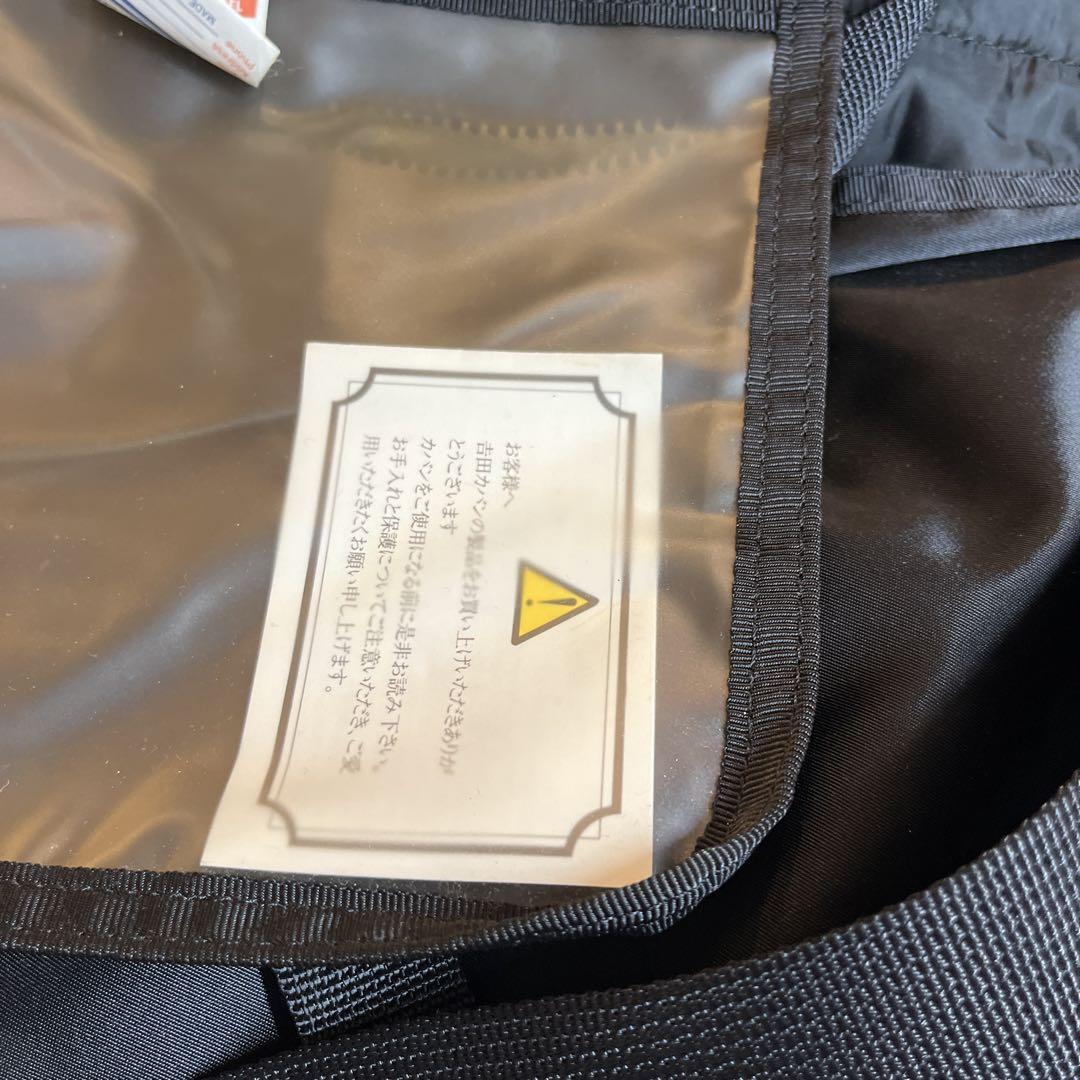 MADE
Phone
お客様へ
吉田カバンの製品をお買い上げいただきありが
とうございます
カバンをご使用になる前に是非お読み下さい。
お手入れと保護についてご注意いただき、ご愛
用いただきたくお願い申し上げます。